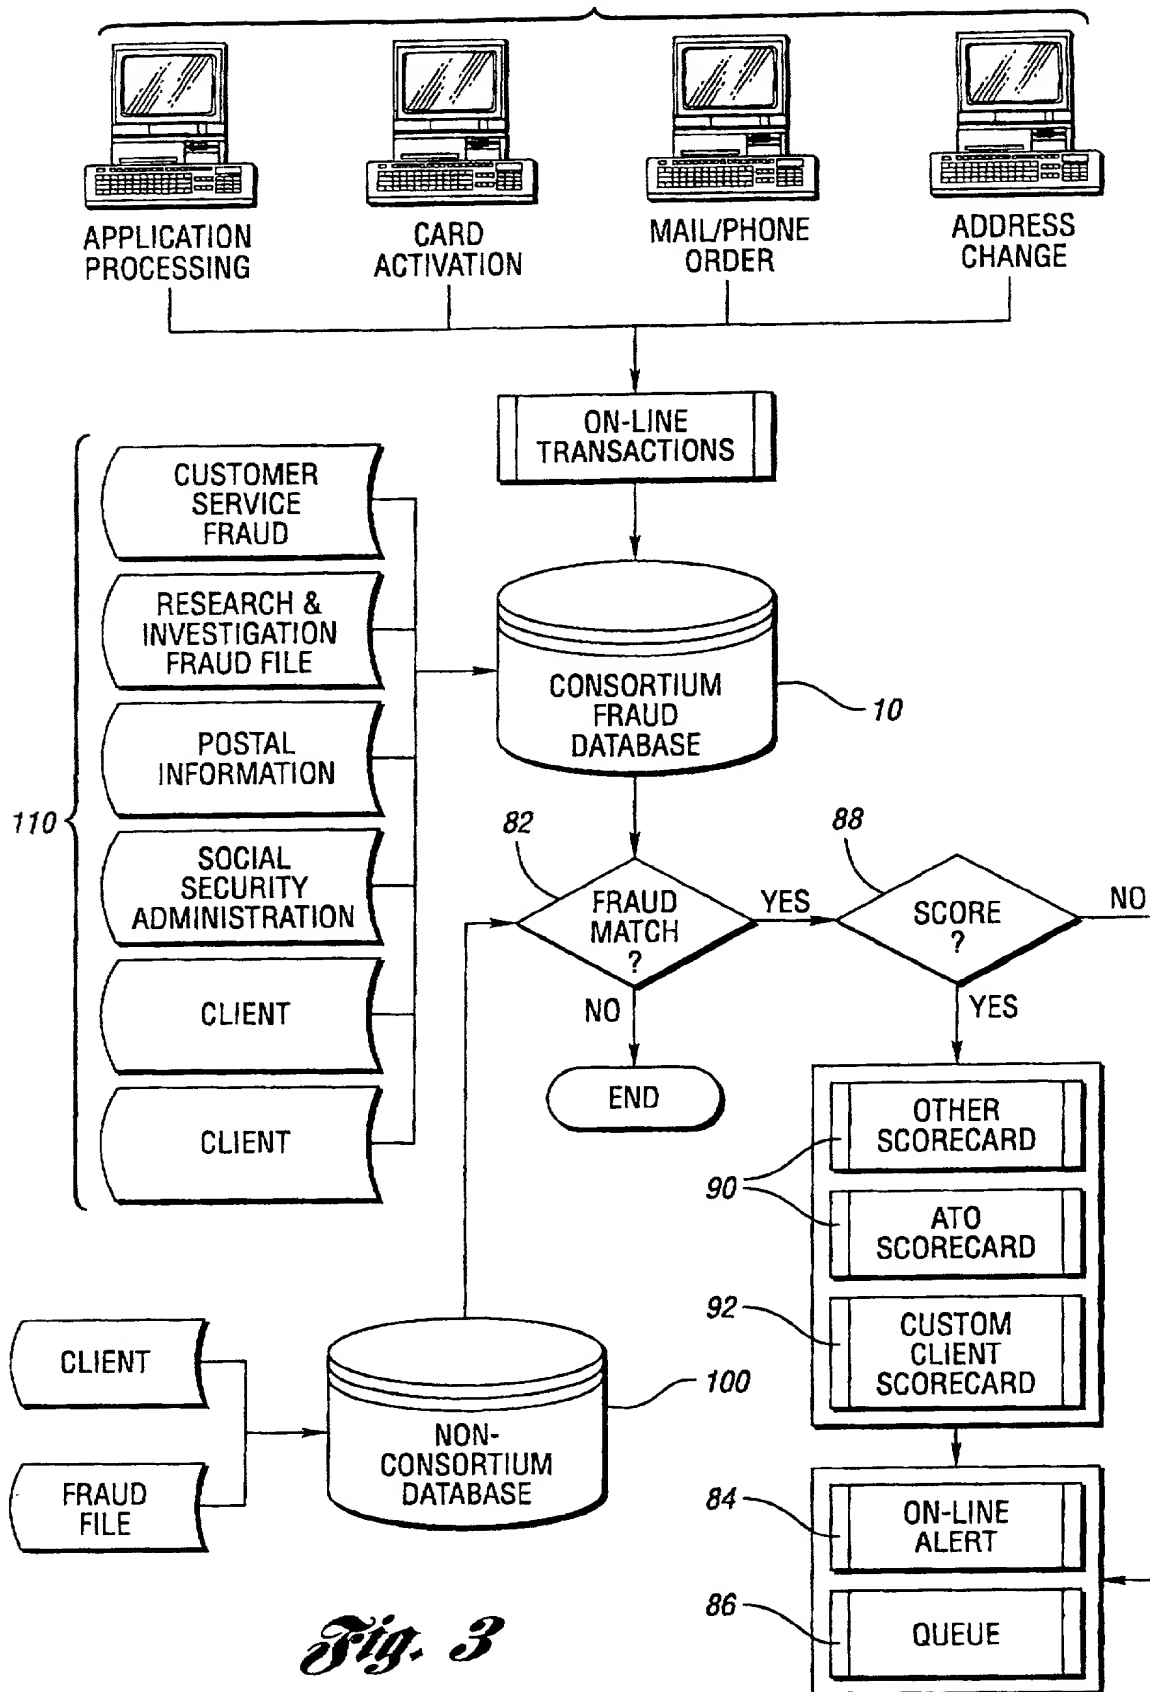 APPLICATION
PROCESSING
CARD
ACTIVATION
MAIL/PHONE
ORDER
ADDRESS
CHANGE
ON-LINE
TRANSACTIONS
CUSTOMER
SERVICE
FRAUD
RESEARCH &
INVESTIGATION
FRAUD FILE
POSTAL
INFORMATION
SOCIAL
SECURITY
ADMINISTRATION
CLIENT
CLIENT
110
CONSORTIUM
FRAUD
DATABASE
10
82
FRAUD
MATCH
?
YES
NO
END
88
SCORE
?
NO
YES
OTHER
SCORECARD
90
ATO
SCORECARD
92
CUSTOM
CLIENT
SCORECARD
CLIENT
FRAUD
FILE
NON-
CONSORTIUM
DATABASE
100
84
ON-LINE
ALERT
86
QUEUE
Fig. 3